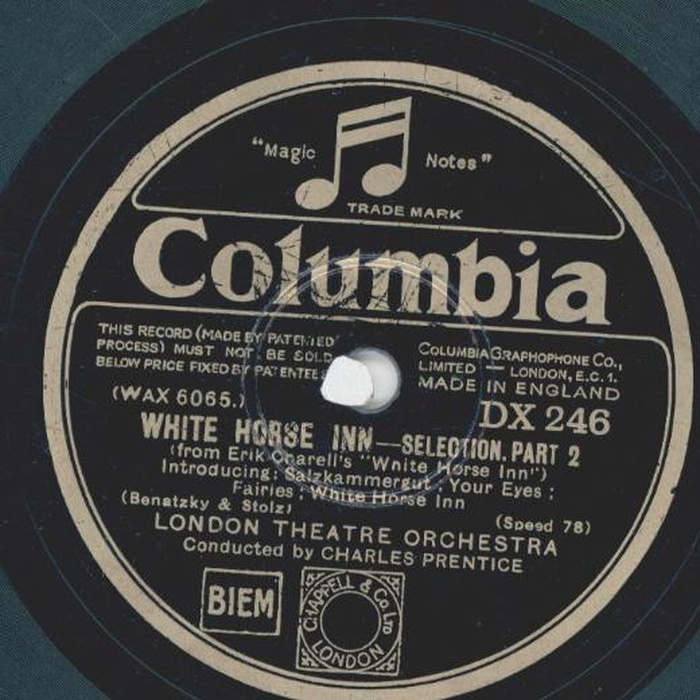 "Magic Notes"
TRADE MARK
Columbia
THIS RECORD (MADE BY PATENTED
PROCESS) MUST NOT BE SOLD
BELOW PRICE FIXED BY PATENTEES
COLUMBIA GRAPHOPHONE CO.,
LIMITED — LONDON, E.C.1.
MADE IN ENGLAND
(WAX 6065.)
DX 246
WHITE HORSE INN—SELECTION. PART 2
(from Erik Charell's "White Horse Inn")
Introducing: Salzkammergut; Your Eyes;
Fairies; White Horse Inn
(Benatzky & Stolz)
(Speed 78)
LONDON THEATRE ORCHESTRA
Conducted by CHARLES PRENTICE
BIEM
CHAPPELL & CO. LTD
LONDON